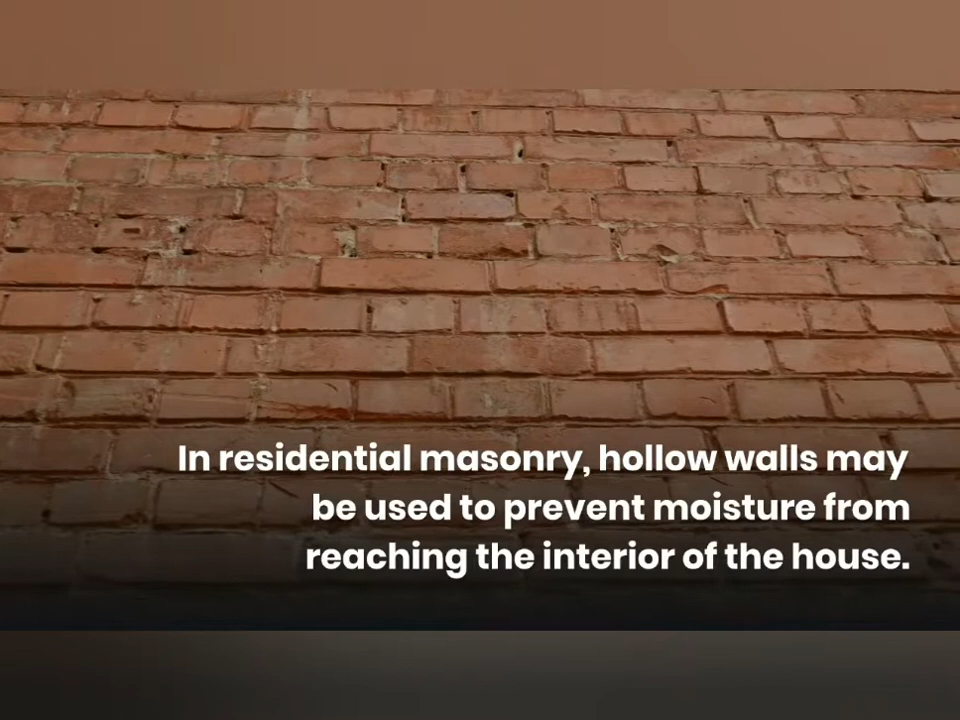 In residential masonry, hollow walls may
be used to prevent moisture from
reaching the interior of the house.